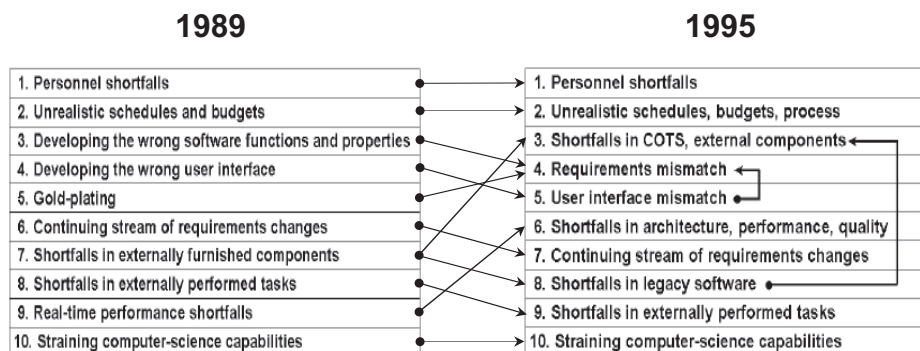 1989
1. Personnel shortfalls
2. Unrealistic schedules and budgets
3. Developing the wrong software functions and properties
4. Developing the wrong user interface
5. Gold-plating
6. Continuing stream of requirements changes
7. Shortfalls in externally furnished components
8. Shortfalls in externally performed tasks
9. Real-time performance shortfalls
10. Straining computer-science capabilities
1995
1. Personnel shortfalls
2. Unrealistic schedules, budgets, process
3. Shortfalls in COTS, external components
4. Requirements mismatch
5. User interface mismatch
6. Shortfalls in architecture, performance, quality
7. Continuing stream of requirements changes
8. Shortfalls in legacy software
9. Shortfalls in externally performed tasks
10. Straining computer-science capabilities